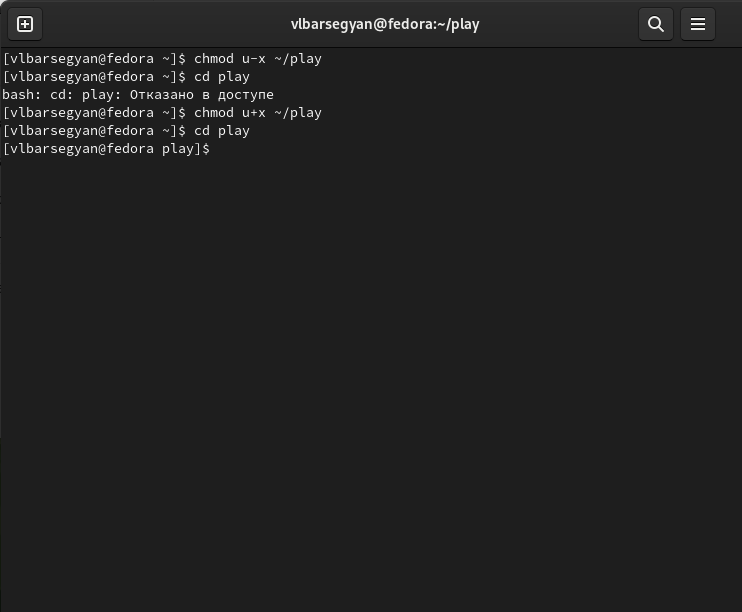 vlbarsegyan@fedora:~/play
[vlbarsegyan@fedora ~]$ chmod u-x ~/play
[vlbarsegyan@fedora ~]$ cd play
bash: cd: play: Отказано в доступе
[vlbarsegyan@fedora ~]$ chmod u+x ~/play
[vlbarsegyan@fedora ~]$ cd play
[vlbarsegyan@fedora play]$